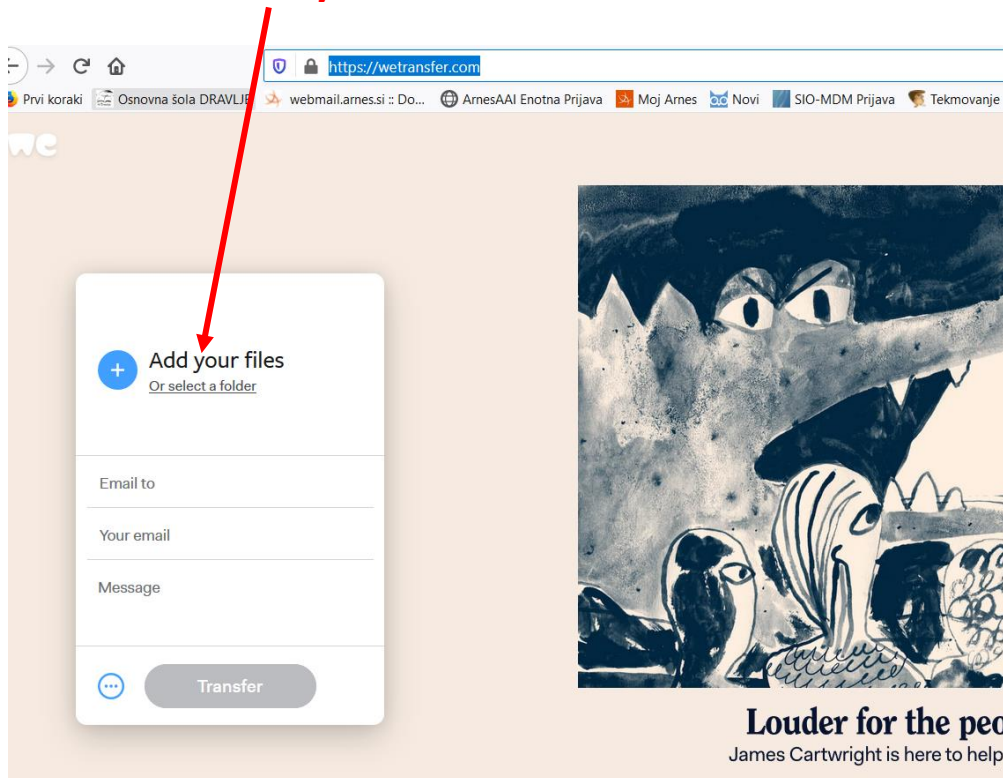 https://wetransfer.com
Prvi koraki Osnovna šola DRAVLJE webmail.arnes.si :: Do... ArnesAAI Enotna Prijava Moj Arnes Novi SIO-MDM Prijava Tekmovanje
we
Add your files
Or select a folder
Email to
Your email
Message
Transfer
Louder for the peo
James Cartwright is here to help